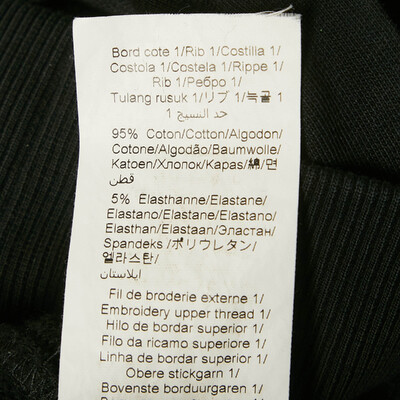 Bord cote 1/Rib 1/Costilla 1/
Costola 1/Costela 1/Rippe 1/
Rib 1/Ребро 1/
Tulang rusuk 1/リブ 1/늑골 1
حد النسيج 1
95% Coton/Cotton/Algodon/
Cotone/Algodão/Baumwolle/
Katoen/Хлопок/Kapas/綿/면
قطن
5% Elasthanne/Elastane/
Elastano/Elastane/Elastano/
Elasthan/Elastaan/Эластан/
Spandeks/ポリウレタン/
엘라스탄/
ايلاستان
Fil de broderie externe 1/
Embroidery upper thread 1/
Hilo de bordar superior 1/
Filo da ricamo superiore 1/
Linha de bordar superior 1/
Obere stickgarn 1/
Bovenste borduurgaren 1/